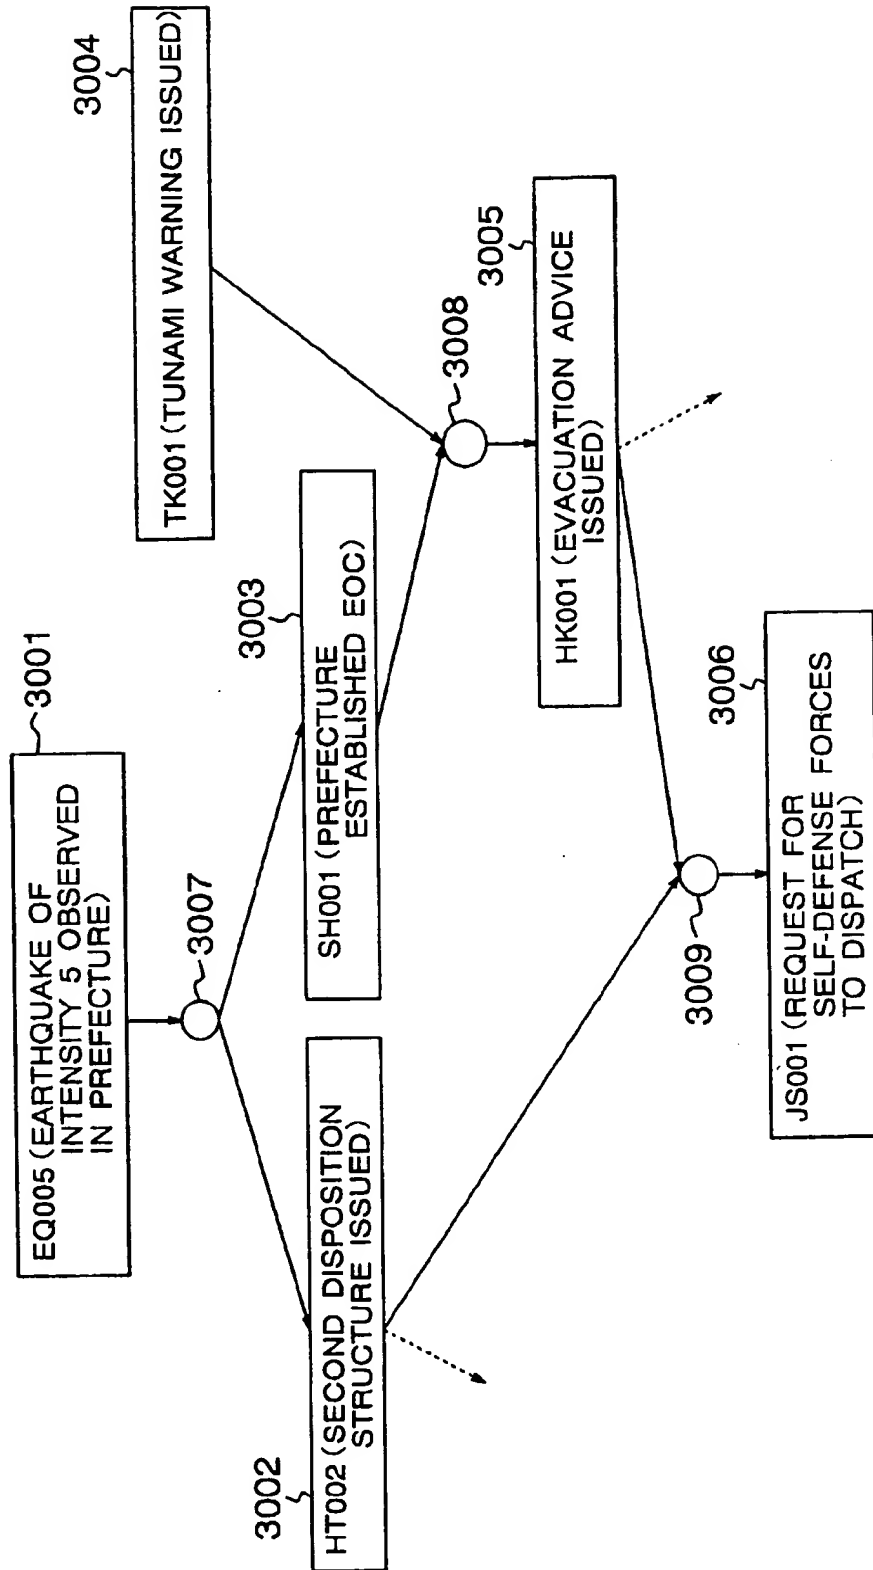 3001
EQ005 (EARTHQUAKE OF
INTENSITY 5 OBSERVED
IN PREFECTURE)
3007
3002
HT002 (SECOND DISPOSITION
STRUCTURE ISSUED)
3003
SH001 (PREFECTURE
ESTABLISHED EOC)
3004
TK001 (TUNAMI WARNING ISSUED)
3008
3005
HK001 (EVACUATION ADVICE
ISSUED)
3009
3006
JS001 (REQUEST FOR
SELF-DEFENSE FORCES
TO DISPATCH)